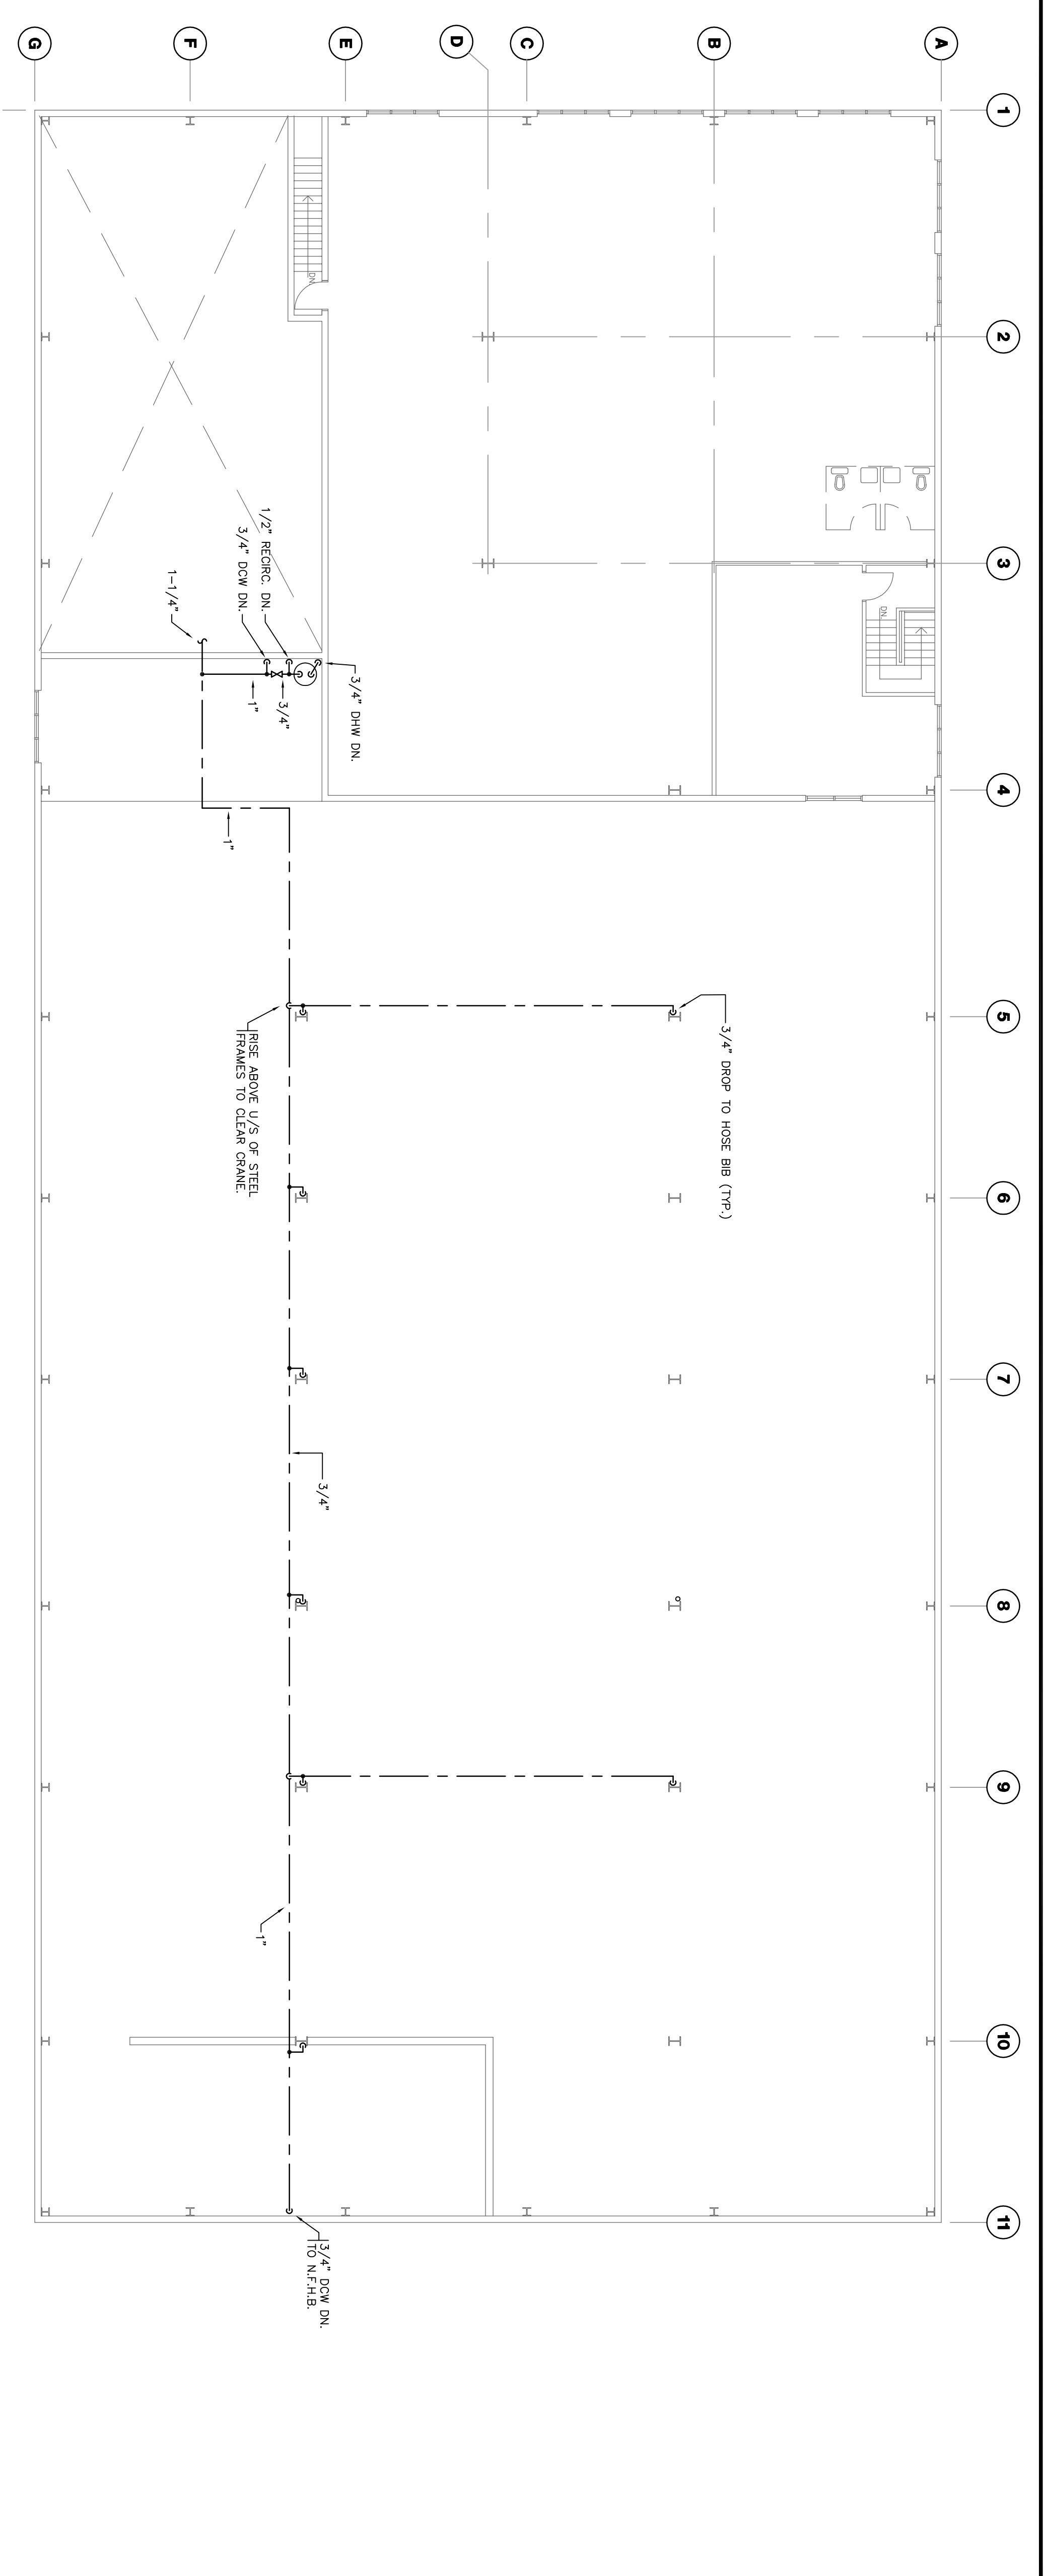 1
2
3
4
5
6
7
8
9
10
11
A
B
C
D
E
F
G
DN.
DN.
3/4" DHW DN.
1/2" RECIRC. DN.
3/4" DCW DN.
1-1/4"
3/4"
1"
1"
3/4" DROP TO HOSE BIB (TYP.)
RISE ABOVE U/S OF STEEL
FRAMES TO CLEAR CRANE.
3/4"
1"
3/4" DCW DN.
TO N.F.H.B.